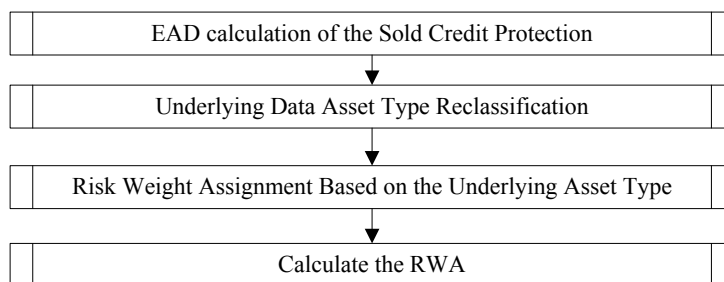 EAD calculation of the Sold Credit Protection
Underlying Data Asset Type Reclassification
Risk Weight Assignment Based on the Underlying Asset Type
Calculate the RWA